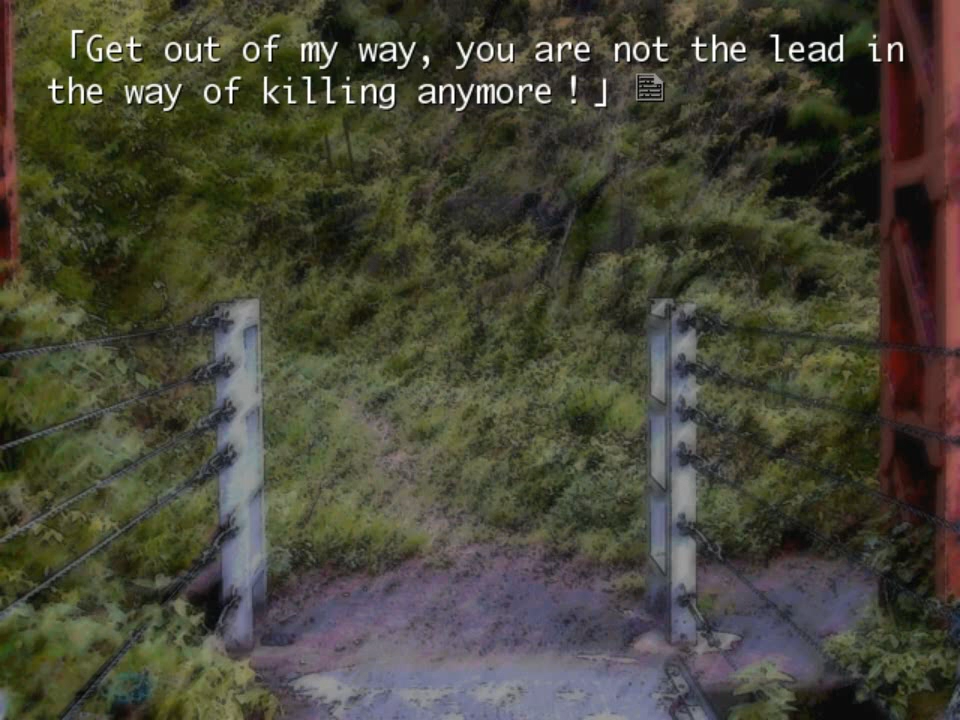 「Get out of my way, you are not the lead in
the way of killing anymore！」